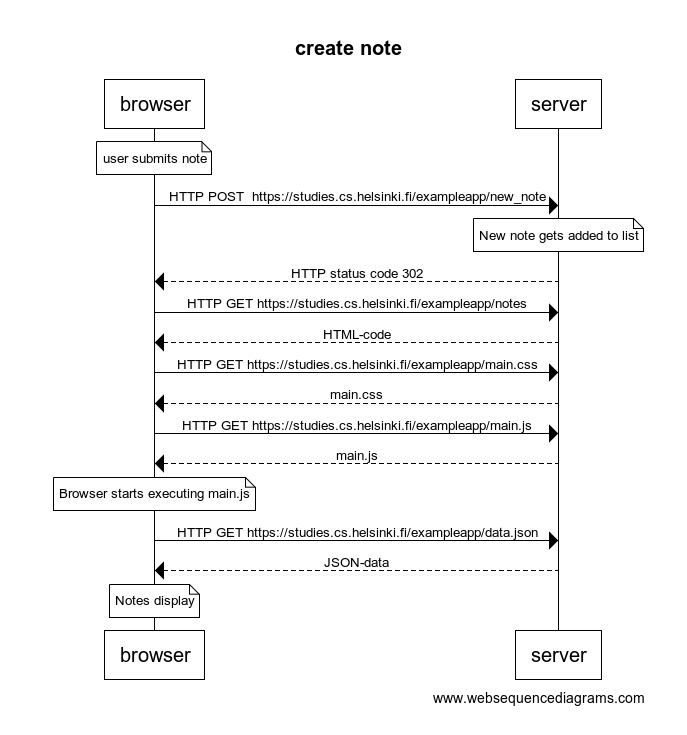 create note
browser
server
user submits note
HTTP POST  https://studies.cs.helsinki.fi/exampleapp/new_note
New note gets added to list
HTTP status code 302
HTTP GET https://studies.cs.helsinki.fi/exampleapp/notes
HTML-code
HTTP GET https://studies.cs.helsinki.fi/exampleapp/main.css
main.css
HTTP GET https://studies.cs.helsinki.fi/exampleapp/main.js
main.js
Browser starts executing main.js
HTTP GET https://studies.cs.helsinki.fi/exampleapp/data.json
JSON-data
Notes display
browser
server
www.websequencediagrams.com